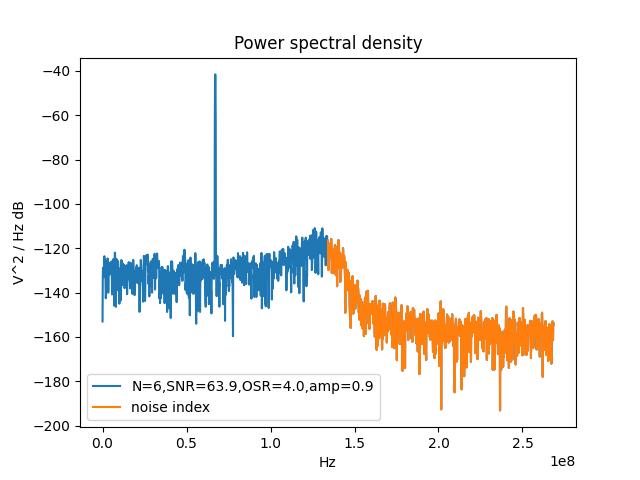 Power spectral density
V^2 / Hz dB
−40
−60
−80
−100
−120
−140
−160
−180
−200
N=6,SNR=63.9,OSR=4.0,amp=0.9
noise index
0.0
0.5
1.0
1.5
2.0
2.5
1e8
Hz